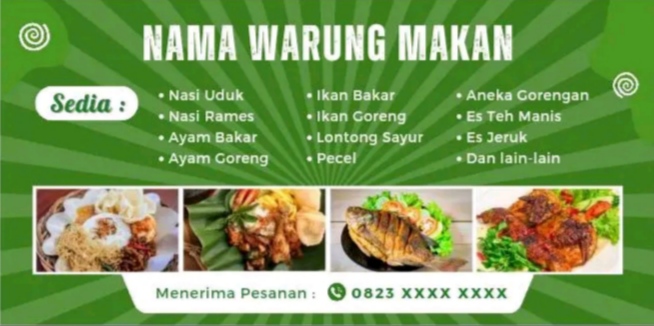 NAMA WARUNG MAKAN
Sedia :
• Nasi Uduk
• Nasi Rames
• Ayam Bakar
• Ayam Goreng
• Ikan Bakar
• Ikan Goreng
• Lontong Sayur
• Pecel
• Aneka Gorengan
• Es Teh Manis
• Es Jeruk
• Dan lain-lain
Menerima Pesanan : 0823 XXXX XXXX